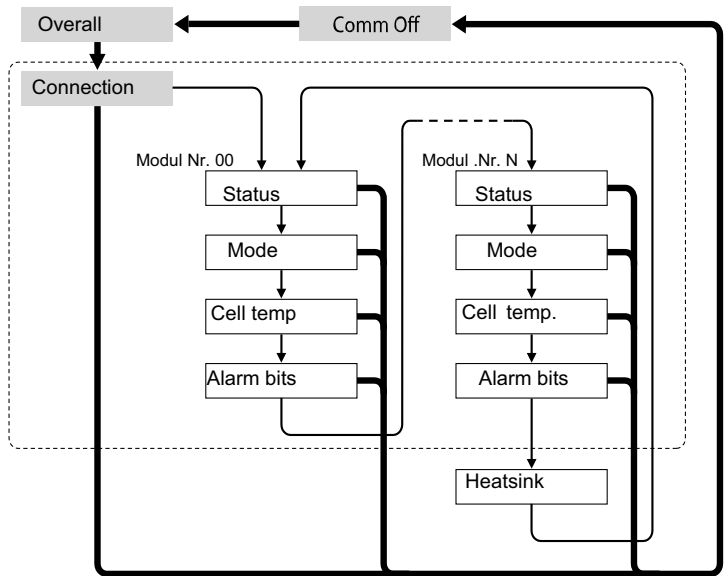 Overall
Comm Off
Connection
Modul Nr. 00
Modul .Nr. N
Status
Status
Mode
Mode
Cell temp
Cell temp.
Alarm bits
Alarm bits
Heatsink